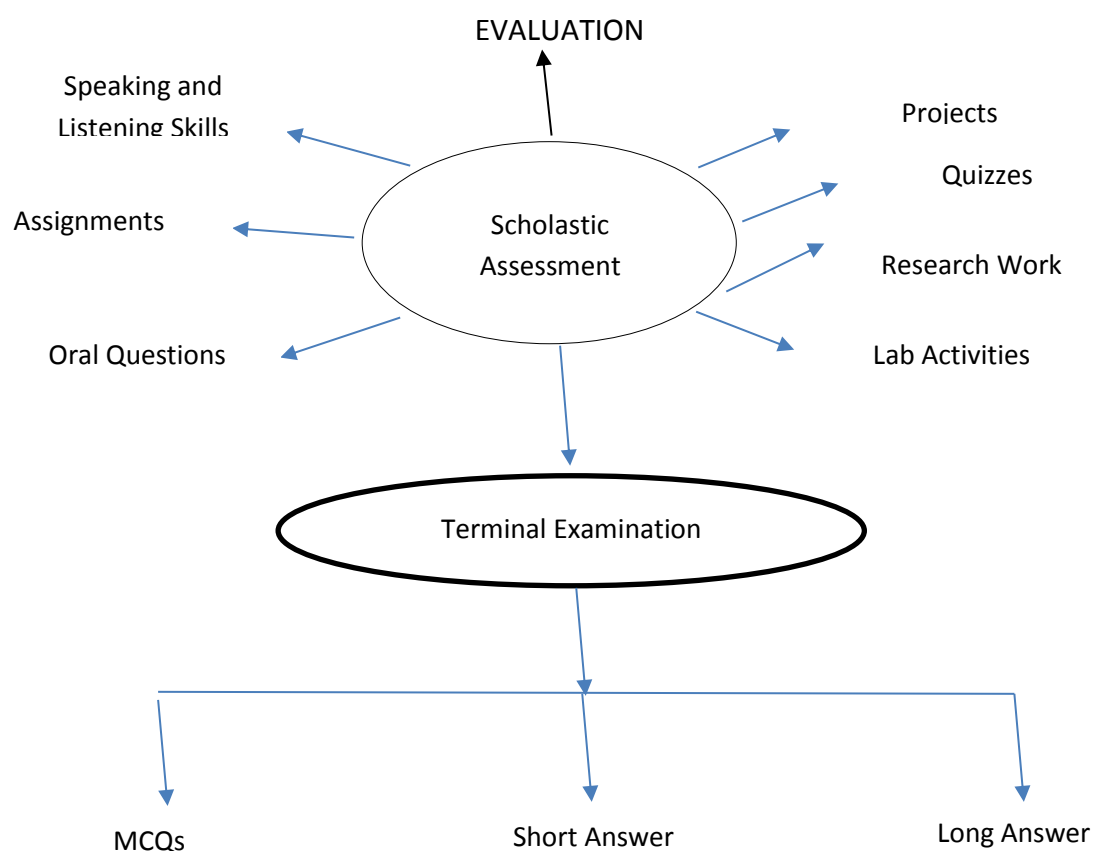 EVALUATION
Speaking and
Listening Skills
Projects
Quizzes
Assignments
Scholastic
Assessment
Research Work
Oral Questions
Lab Activities
Terminal Examination
MCQs
Short Answer
Long Answer